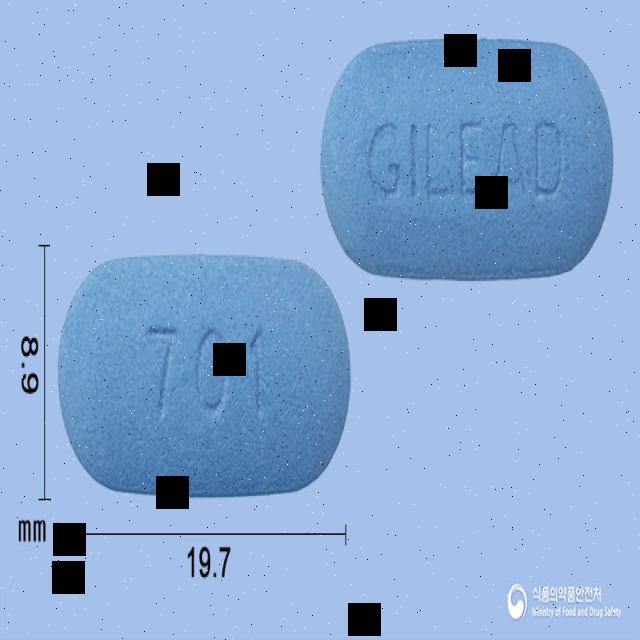 GILEAD
701
8.9
mm
19.7
식품의약품안전처
Ministry of Food and Drug Safety